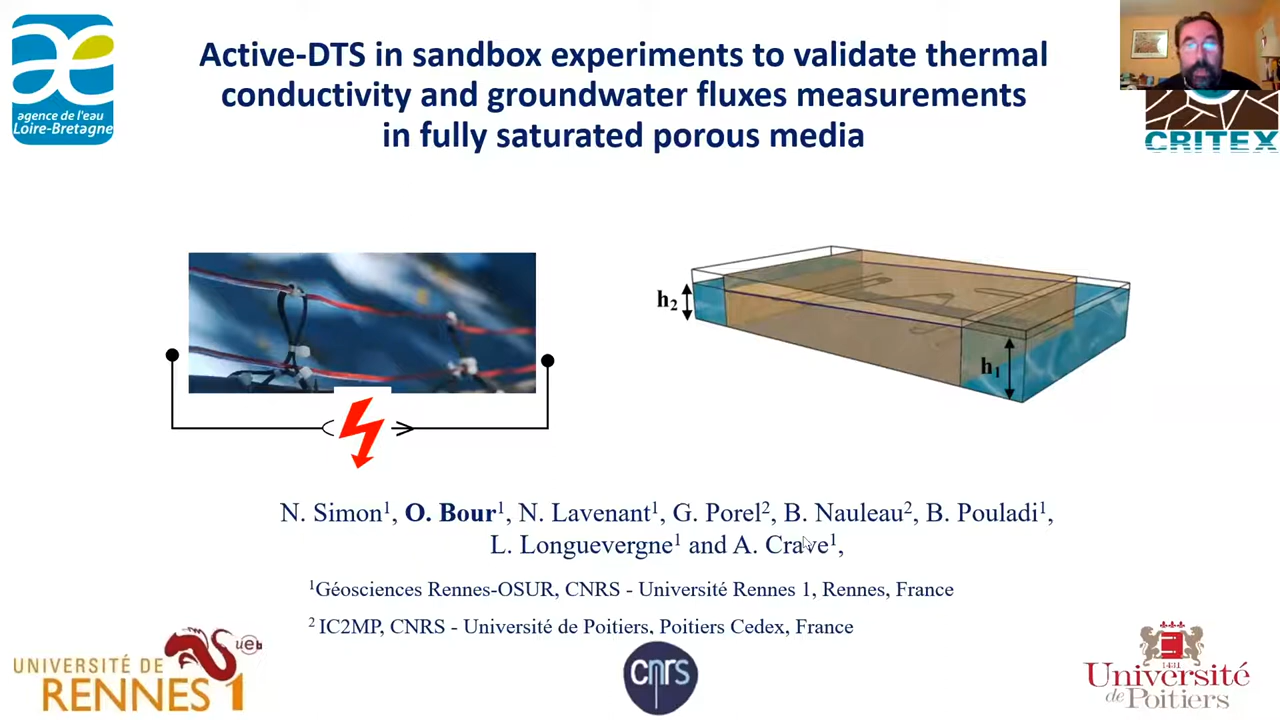 Active-DTS in sandbox experiments to validate thermal
conductivity and groundwater fluxes measurements
in fully saturated porous media
agence de l'eau
Loire-Bretagne
CRITEX
h₂
h₁
N. Simon¹, O. Bour¹, N. Lavenant¹, G. Porel², B. Nauleau², B. Pouladi¹,
L. Longuevergne¹ and A. Crave¹,
¹Géosciences Rennes-OSUR, CNRS - Université Rennes 1, Rennes, France
² IC2MP, CNRS - Université de Poitiers, Poitiers Cedex, France
ueb
UNIVERSITÉ DE
RENNES 1
cnrs
1431
Université
de Poitiers